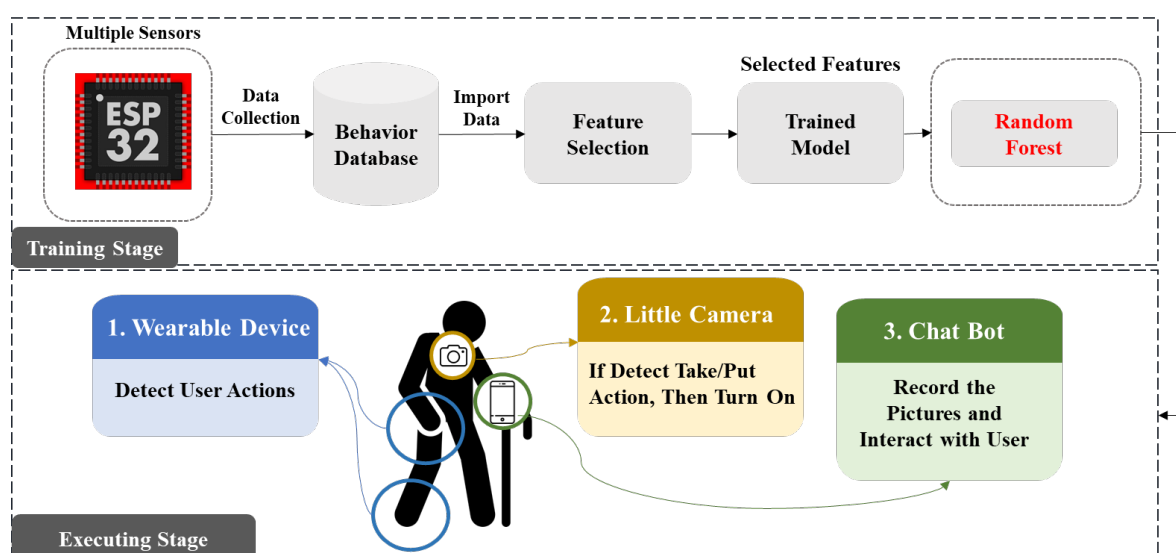 Multiple Sensors
ESP
32
Data
Collection
Behavior
Database
Import
Data
Feature
Selection
Selected Features
Trained
Model
Random
Forest
Training Stage
1. Wearable Device
Detect User Actions
2. Little Camera
If Detect Take/Put
Action, Then Turn On
3. Chat Bot
Record the
Pictures and
Interact with User
Executing Stage